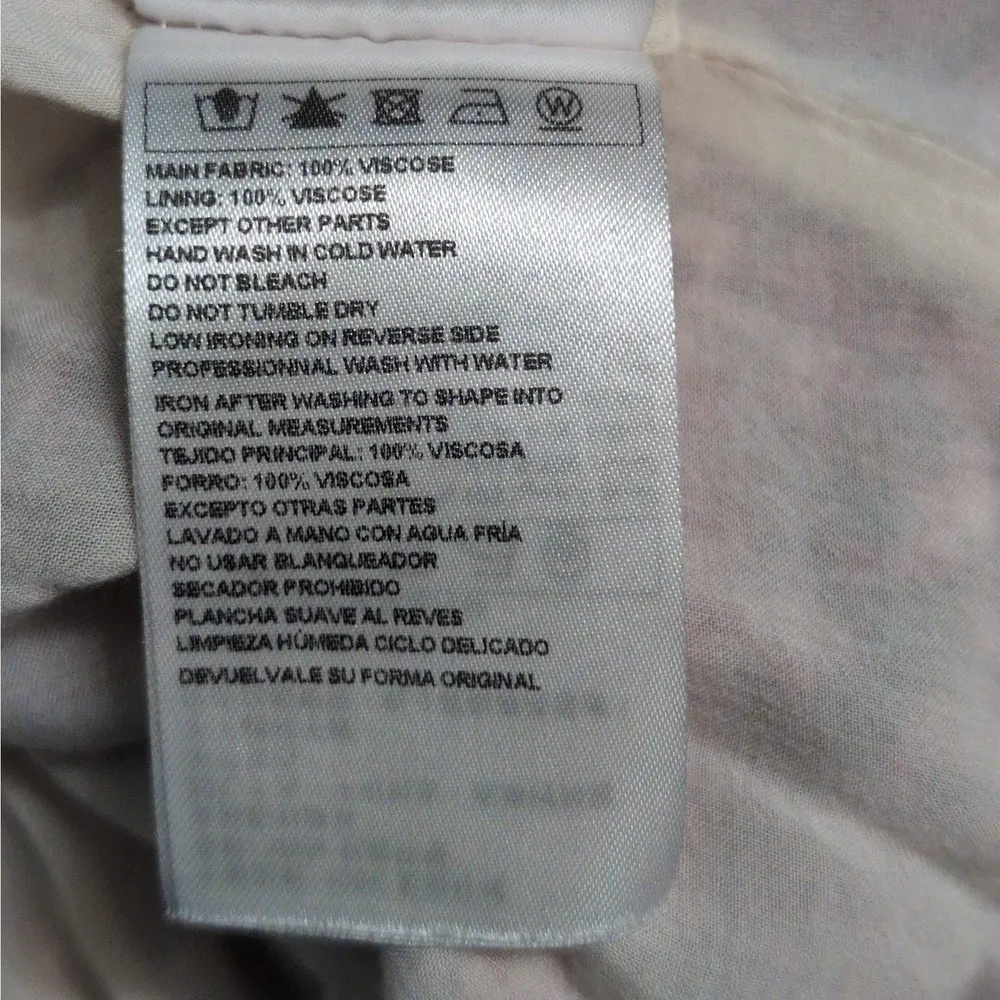 W
MAIN FABRIC: 100% VISCOSE
LINING: 100% VISCOSE
EXCEPT OTHER PARTS
HAND WASH IN COLD WATER
DO NOT BLEACH
DO NOT TUMBLE DRY
LOW IRONING ON REVERSE SIDE
PROFESSIONNAL WASH WITH WATER
IRON AFTER WASHING TO SHAPE INTO
ORIGINAL MEASUREMENTS
TEJIDO PRINCIPAL: 100% VISCOSA
FORRO: 100% VISCOSA
EXCEPTO OTRAS PARTES
LAVADO A MANO CON AGUA FRÍA
NO USAR BLANQUEADOR
SECADOR PROHIBIDO
PLANCHA SUAVE AL REVES
LIMPIEZA HÚMEDA CICLO DELICADO
DEVUELVALE SU FORMA ORIGINAL